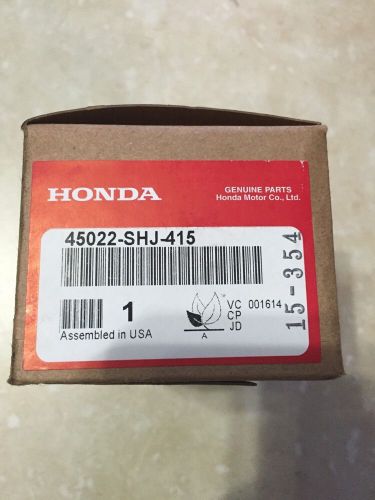 HONDA
GENUINE PARTS
Honda Motor Co., Ltd.
45022-SHJ-415
1
Assembled in USA
A
VC 001614
CP
JD
15-354